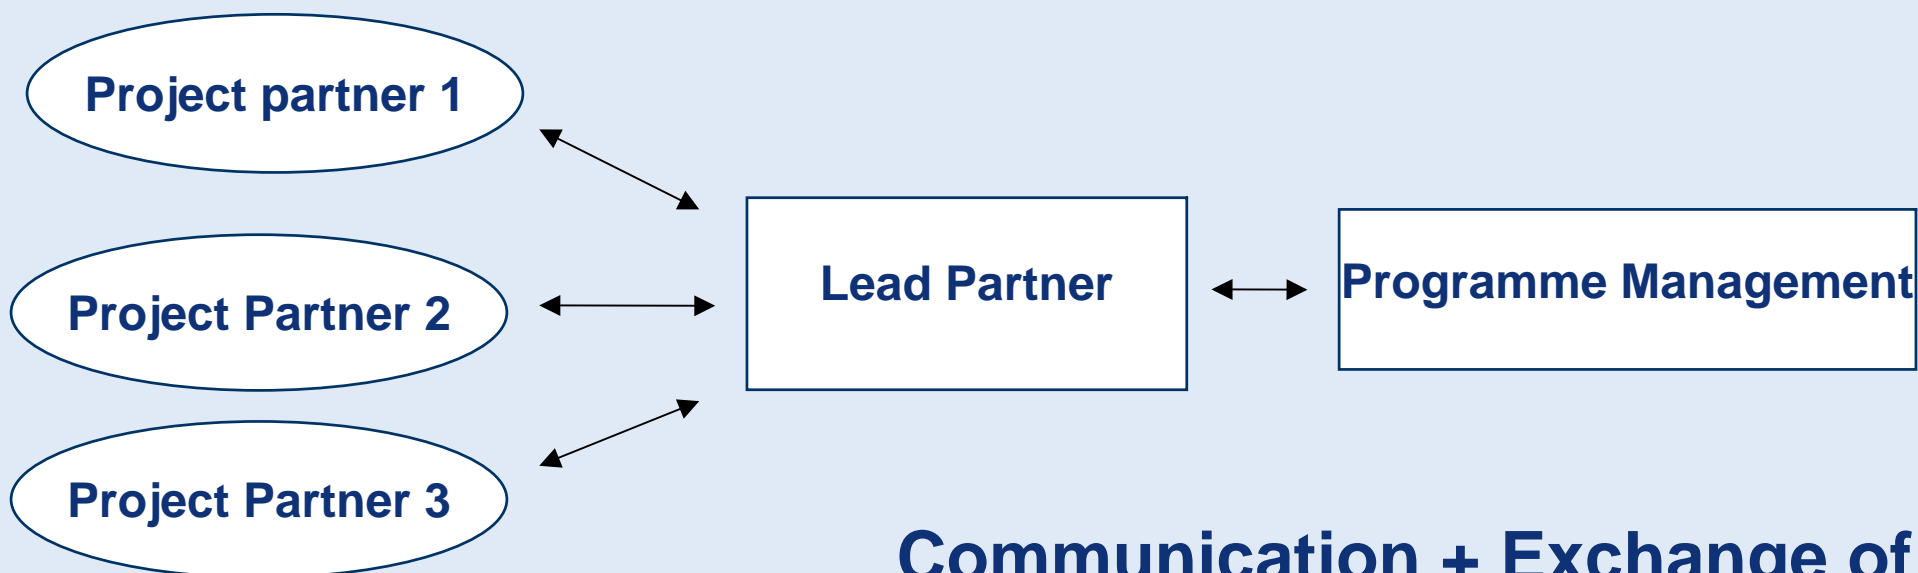 Project partner 1
Project Partner 2
Project Partner 3
Lead Partner
Programme Management
Communication + Exchange of